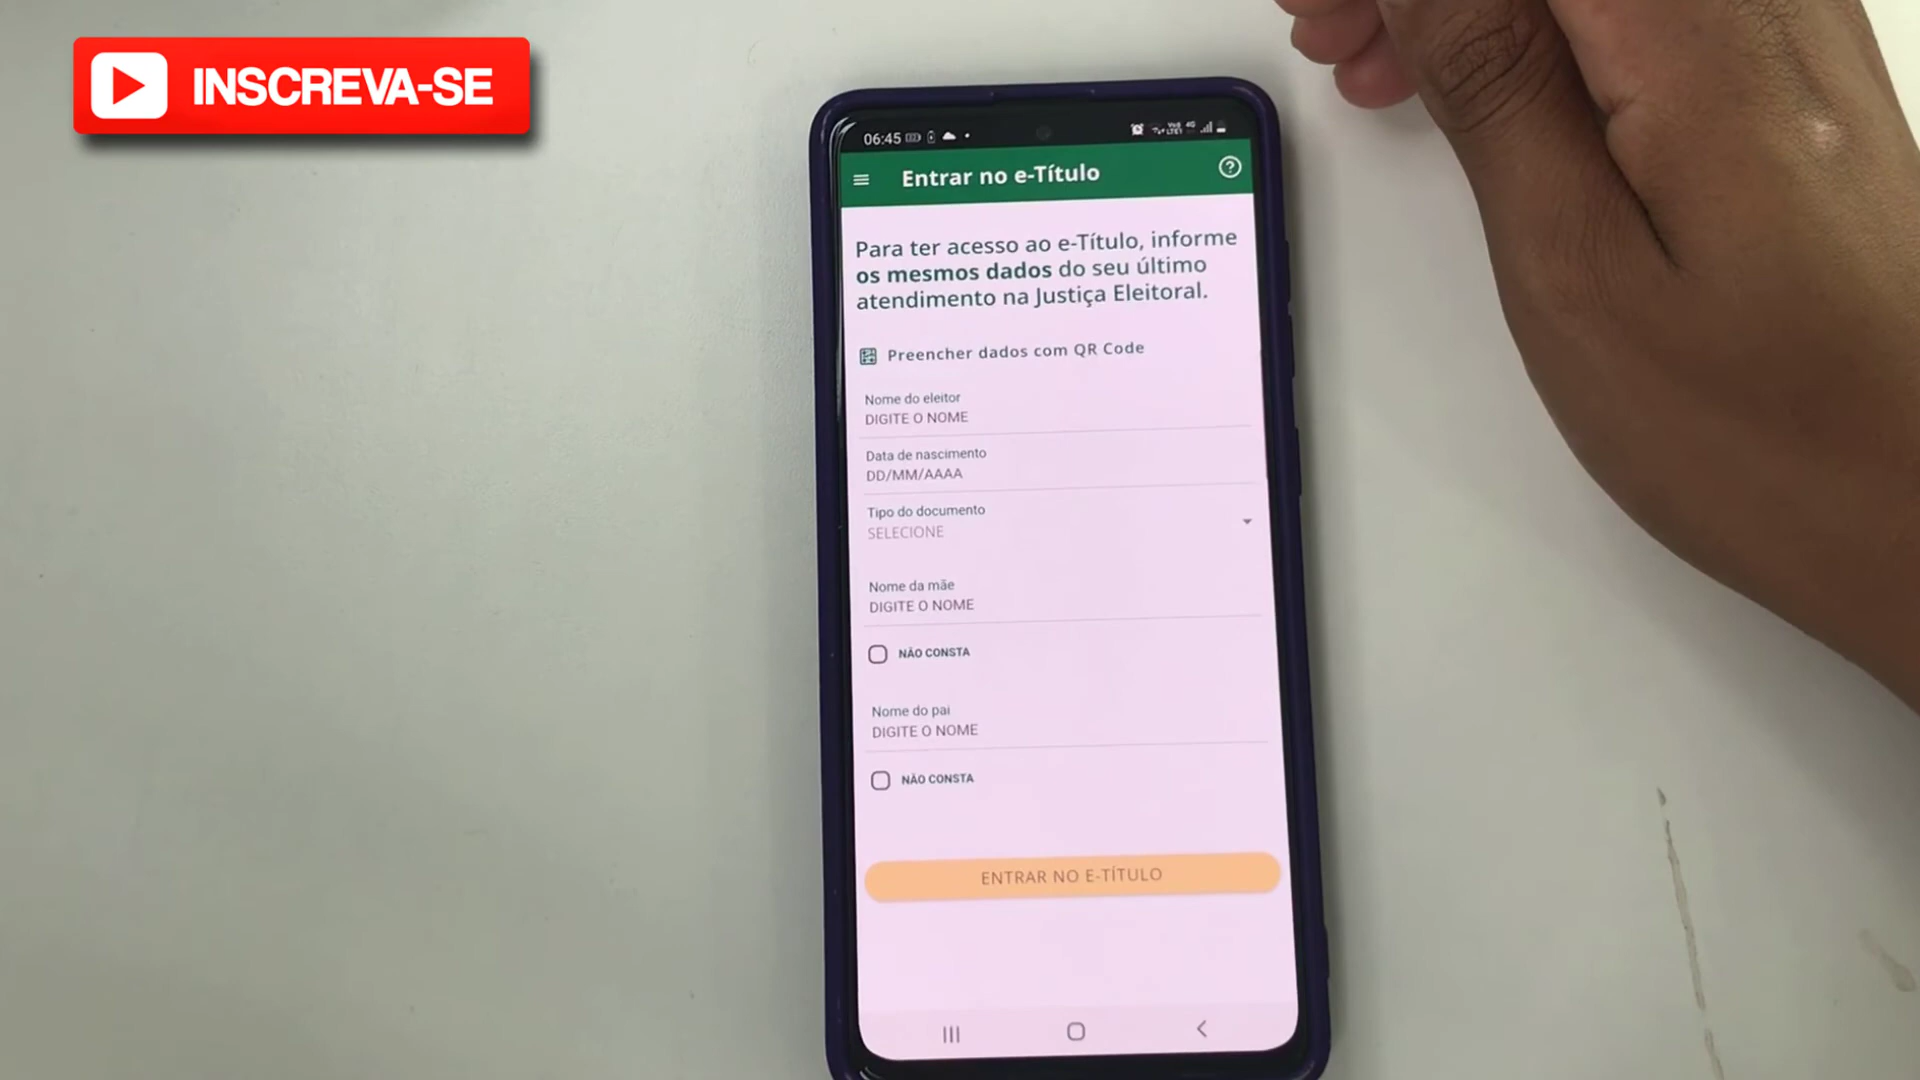 INSCREVA-SE
06:45
Entrar no e-Título
Para ter acesso ao e-Título, informe
os mesmos dados do seu último
atendimento na Justiça Eleitoral.
Preencher dados com QR Code
Nome do eleitor
DIGITE O NOME
Data de nascimento
DD/MM/AAAA
Tipo do documento
SELECIONE
Nome da mãe
DIGITE O NOME
NÃO CONSTA
Nome do pai
DIGITE O NOME
NÃO CONSTA
ENTRAR NO E-TÍTULO